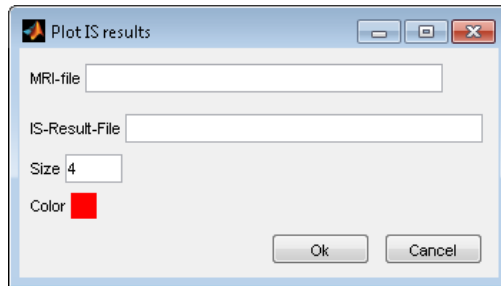 Plot IS results
MRI-file
IS-Result-File
Size 4
Color
Ok Cancel